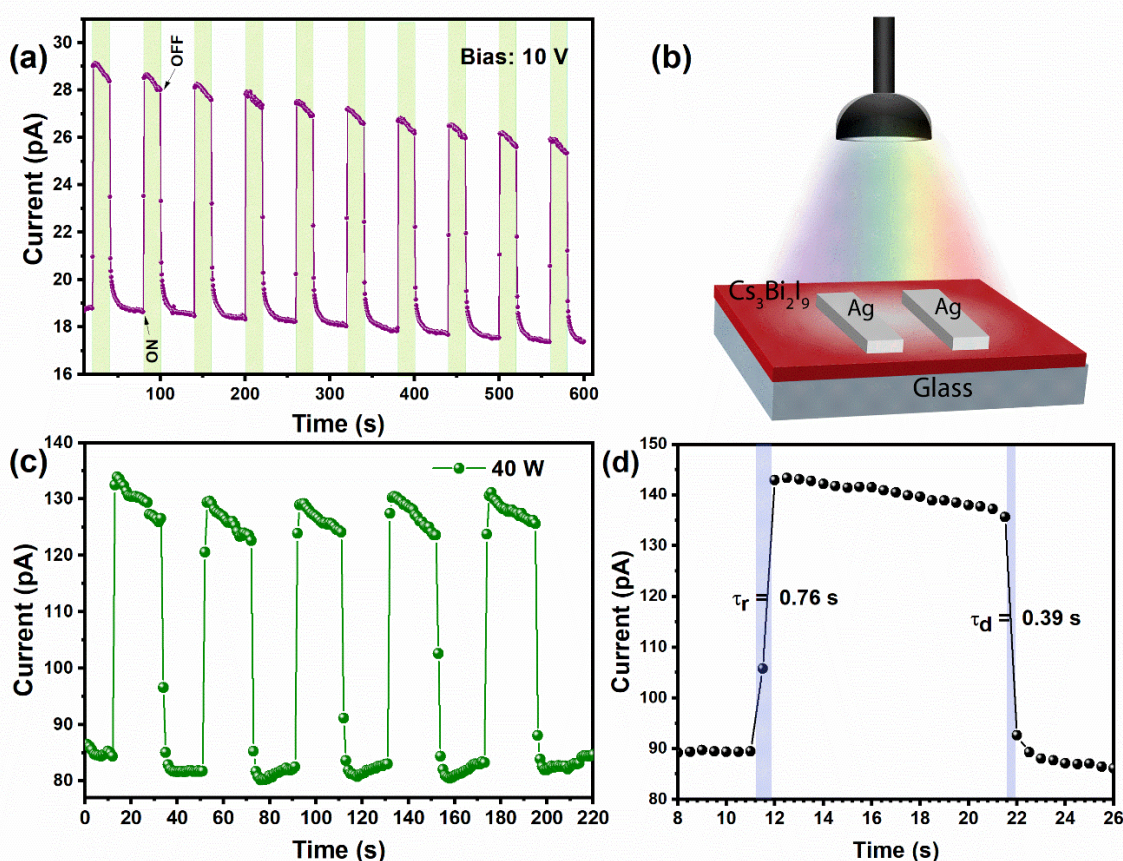 (a)
Bias: 10 V
OFF
ON
Current (pA)
30
28
26
24
22
20
18
16
100
200
300
400
500
600
Time (s)
(b)
Cs₃Bi₂I₉
Ag
Ag
Glass
(c)
40 W
Current (pA)
140
130
120
110
100
90
80
0
20
40
60
80
100
120
140
160
180
200
220
Time (s)
(d)
Current (pA)
150
140
130
120
110
100
90
80
τr = 0.76 s
τd = 0.39 s
8
10
12
14
16
18
20
22
24
26
Time (s)